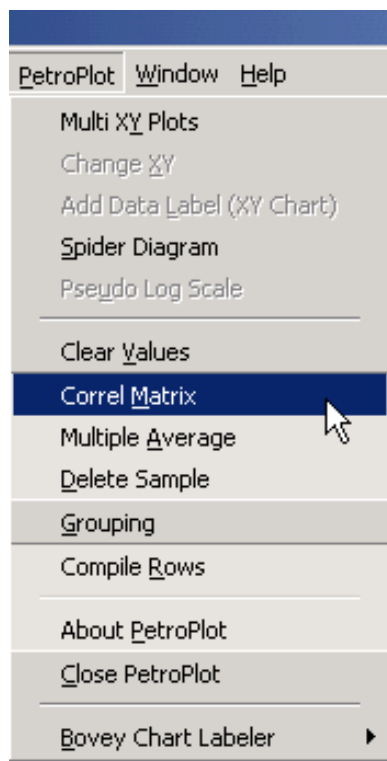 PetroPlot Window Help
Multi XY Plots
Change XY
Add Data Label (XY Chart)
Spider Diagram
Pseudo Log Scale
Clear Values
Correl Matrix
Multiple Average
Delete Sample
Grouping
Compile Rows
About PetroPlot
Close PetroPlot
Bovey Chart Labeler